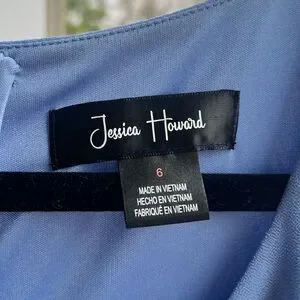 Jessica Howard
6
MADE IN VIETNAM
HECHO EN VIETNAM
FABRIQUÉ EN VIETNAM